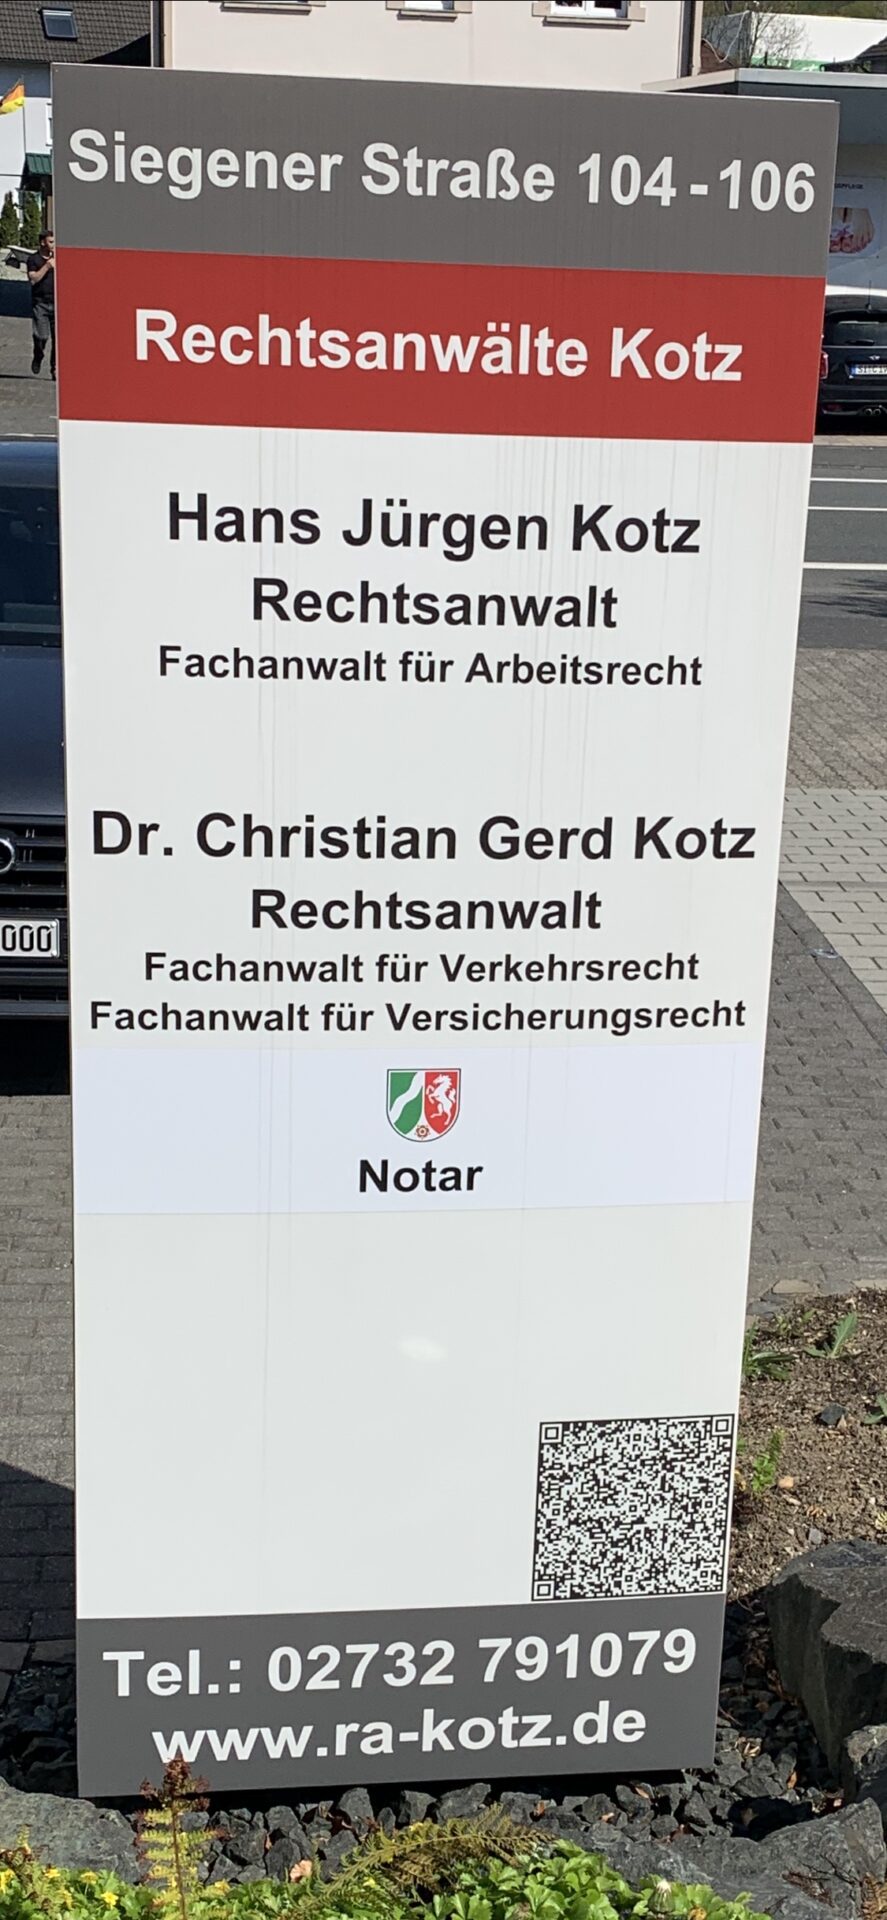 Siegener Straße 104-106
Rechtsanwälte Kotz
Hans Jürgen Kotz
Rechtsanwalt
Fachanwalt für Arbeitsrecht
Dr. Christian Gerd Kotz
Rechtsanwalt
Fachanwalt für Verkehrsrecht
Fachanwalt für Versicherungsrecht
Notar
Tel.: 02732 791079
www.ra-kotz.de
000